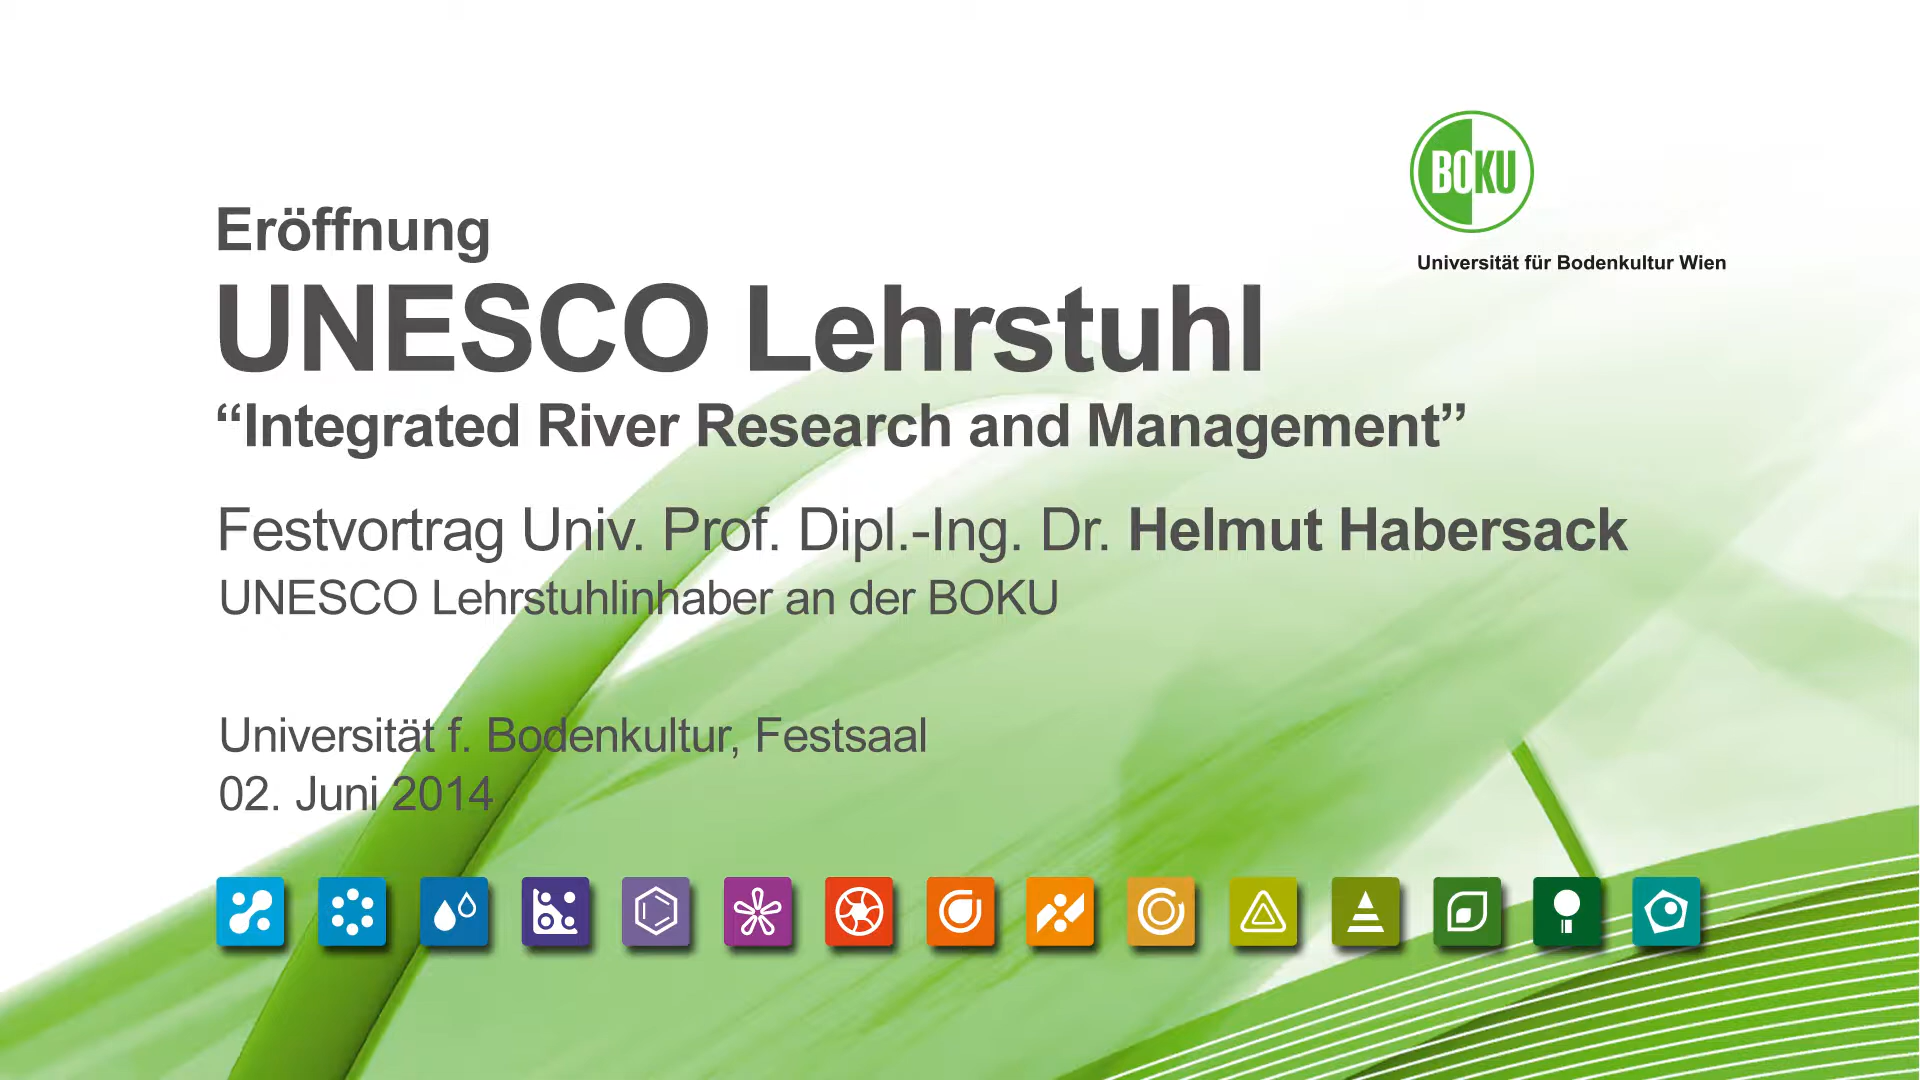 BOKU
Universität für Bodenkultur Wien
Eröffnung
UNESCO Lehrstuhl
“Integrated River Research and Management”
Festvortrag Univ. Prof. Dipl.-Ing. Dr. Helmut Habersack
UNESCO Lehrstuhlinhaber an der BOKU
Universität f. Bodenkultur, Festsaal
02. Juni 2014